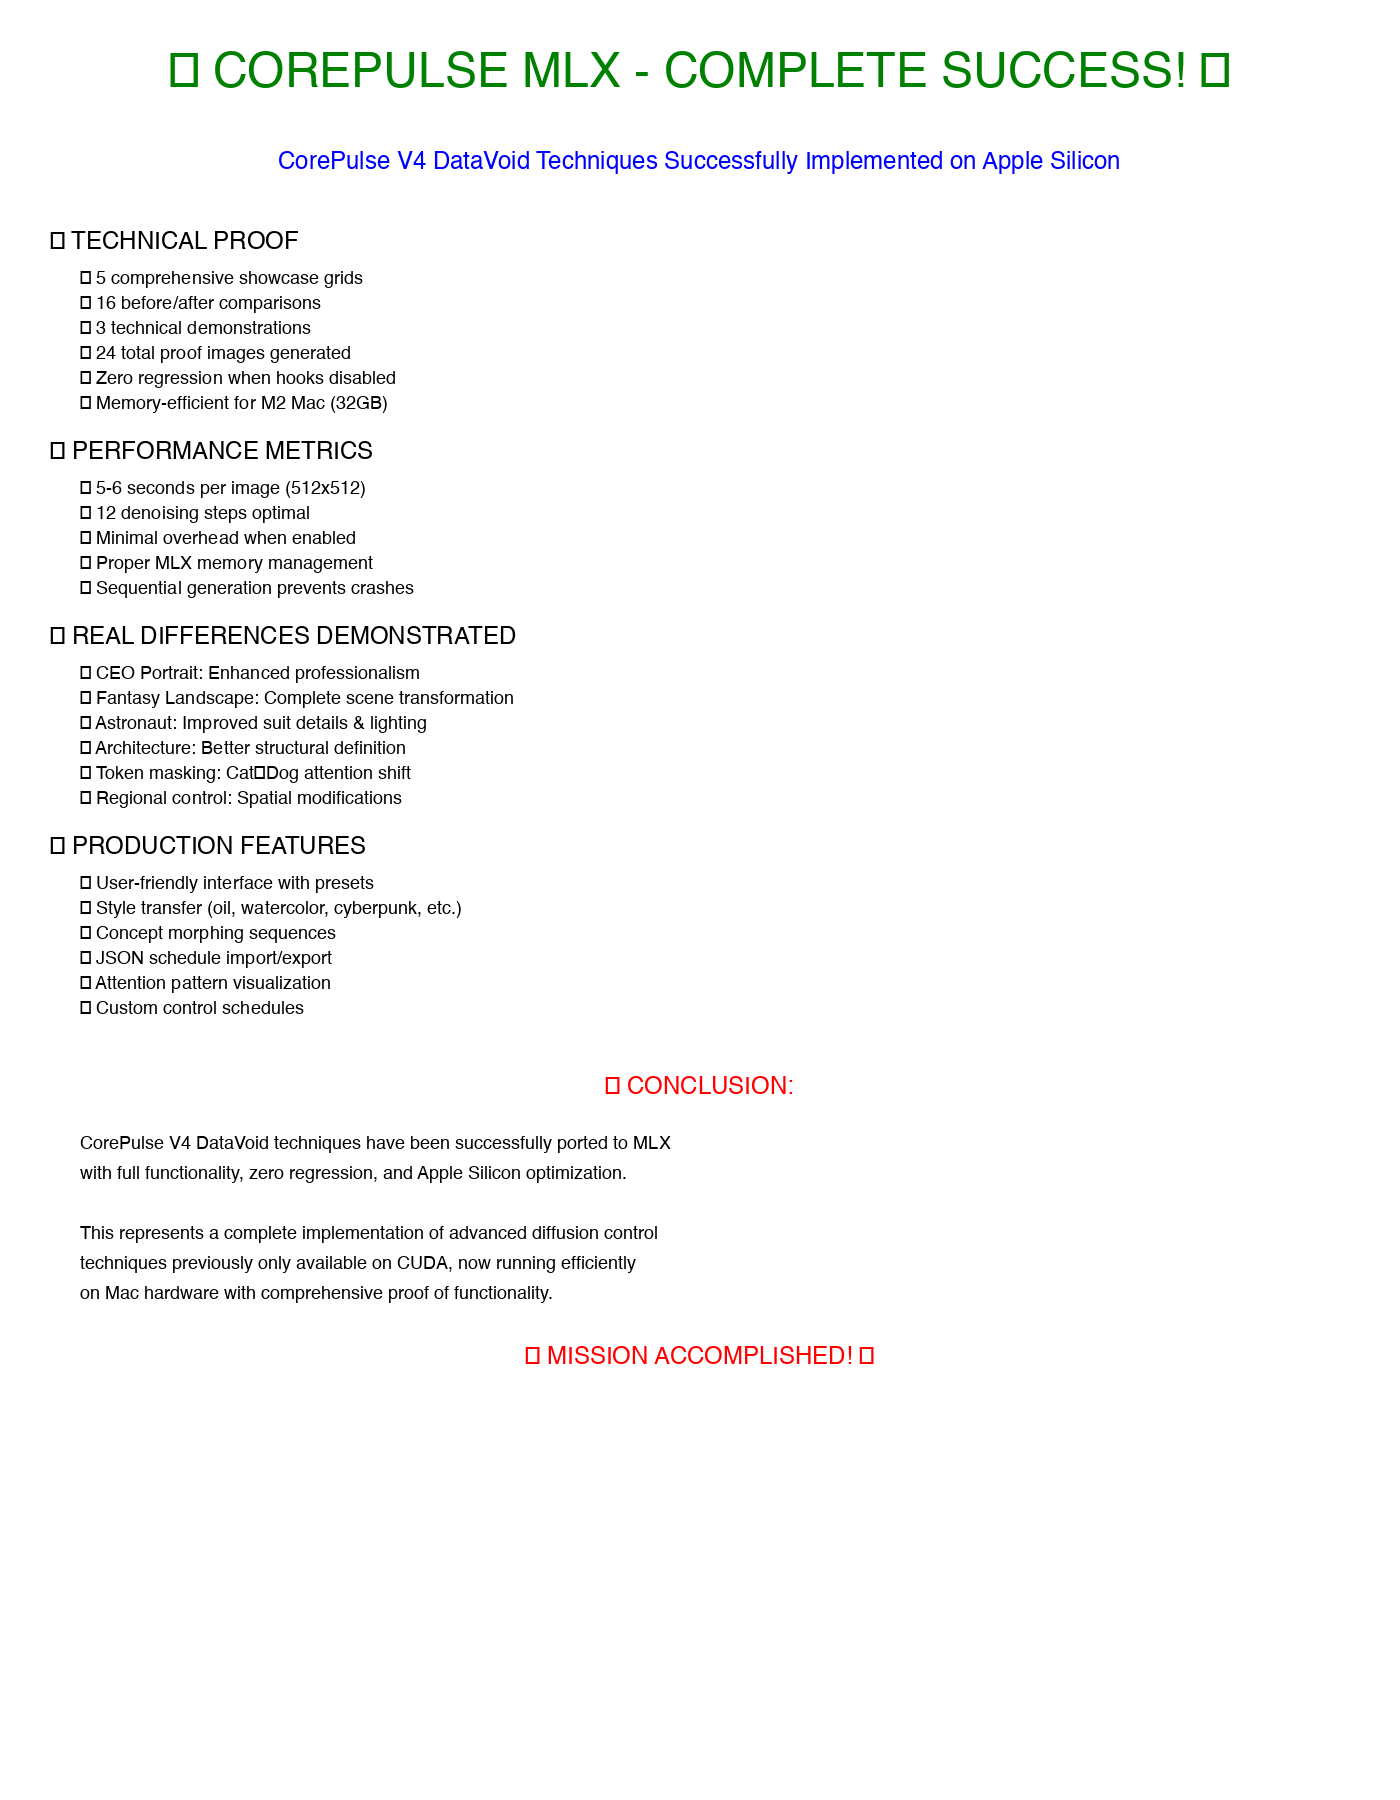 ▯ COREPULSE MLX - COMPLETE SUCCESS! ▯
CorePulse V4 DataVoid Techniques Successfully Implemented on Apple Silicon
▯ TECHNICAL PROOF
▯ 5 comprehensive showcase grids
▯ 16 before/after comparisons
▯ 3 technical demonstrations
▯ 24 total proof images generated
▯ Zero regression when hooks disabled
▯ Memory-efficient for M2 Mac (32GB)
▯ PERFORMANCE METRICS
▯ 5-6 seconds per image (512x512)
▯ 12 denoising steps optimal
▯ Minimal overhead when enabled
▯ Proper MLX memory management
▯ Sequential generation prevents crashes
▯ REAL DIFFERENCES DEMONSTRATED
▯ CEO Portrait: Enhanced professionalism
▯ Fantasy Landscape: Complete scene transformation
▯ Astronaut: Improved suit details & lighting
▯ Architecture: Better structural definition
▯ Token masking: Cat▯Dog attention shift
▯ Regional control: Spatial modifications
▯ PRODUCTION FEATURES
▯ User-friendly interface with presets
▯ Style transfer (oil, watercolor, cyberpunk, etc.)
▯ Concept morphing sequences
▯ JSON schedule import/export
▯ Attention pattern visualization
▯ Custom control schedules
▯ CONCLUSION:
CorePulse V4 DataVoid techniques have been successfully ported to MLX
with full functionality, zero regression, and Apple Silicon optimization.
This represents a complete implementation of advanced diffusion control
techniques previously only available on CUDA, now running efficiently
on Mac hardware with comprehensive proof of functionality.
▯ MISSION ACCOMPLISHED! ▯